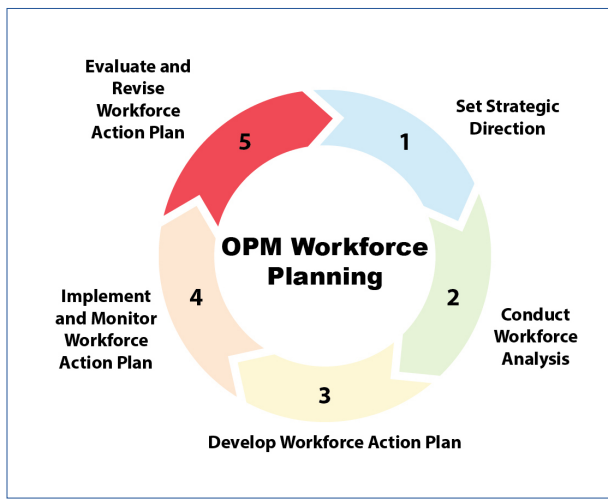 OPM Workforce
Planning
1
Set Strategic
Direction
2
Conduct
Workforce
Analysis
3
Develop Workforce Action Plan
4
Implement
and Monitor
Workforce
Action Plan
5
Evaluate and
Revise
Workforce
Action Plan